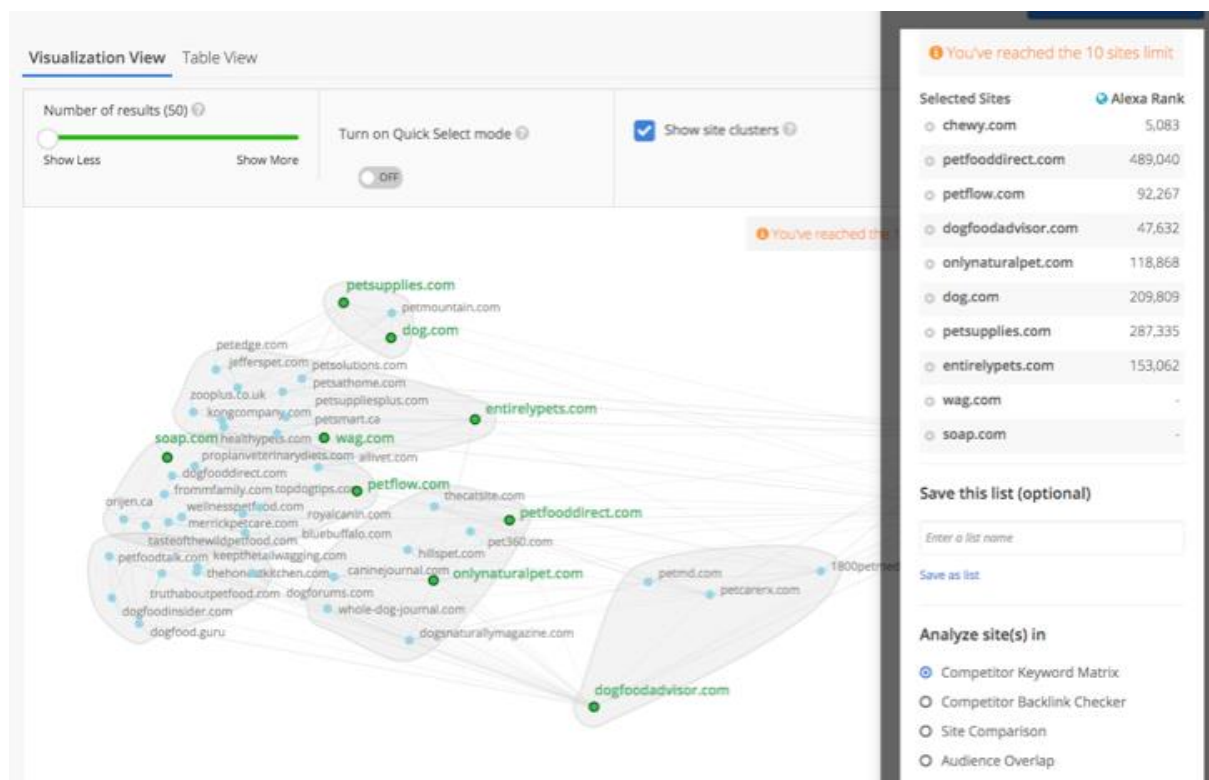 Visualization View Table View
Number of results (50)
Show Less Show More
Turn on Quick Select mode
OFF
Show site clusters
You've reached the
petsupplies.com
petmountain.com
dog.com
petedge.com
jefferspet.com petsolutions.com
petsathome.com
zooplus.co.uk
petsuppliesplus.com
kongcompany.com
petsmart.ca
entirelypets.com
soap.com healthypets.com wag.com
proplanveterinarydiets.com allivet.com
dogfooddirect.com
frommfamily.com petflow.com
orijen.ca
thecatsite.com
wellnesspetfood.com royalcanin.com
petfooddirect.com
merrickpetcare.com
tasteofthewildpetfood.com bluebuffalo.com
pet360.com
petfoodtalk.com keepthetailwagging.com
hillspet.com
thehonestkitchen.com caninejournal.com onlynaturalpet.com
petmd.com
petcarerx.com
truthaboutpetfood.com dogforums.com
dogfoodinsider.com
whole-dog-journal.com
dogfood.guru
dogsnaturallymagazine.com
dogfoodadvisor.com
You've reached the 10 sites limit
Selected Sites Alexa Rank
chewy.com 5,083
petfooddirect.com 489,040
petflow.com 92,267
dogfoodadvisor.com 47,632
onlynaturalpet.com 118,868
dog.com 209,809
petsupplies.com 287,335
entirelypets.com 153,062
wag.com -
soap.com -
Save this list (optional)
Enter a list name
Save as list
Analyze site(s) in
Competitor Keyword Matrix
Competitor Backlink Checker
Site Comparison
Audience Overlap